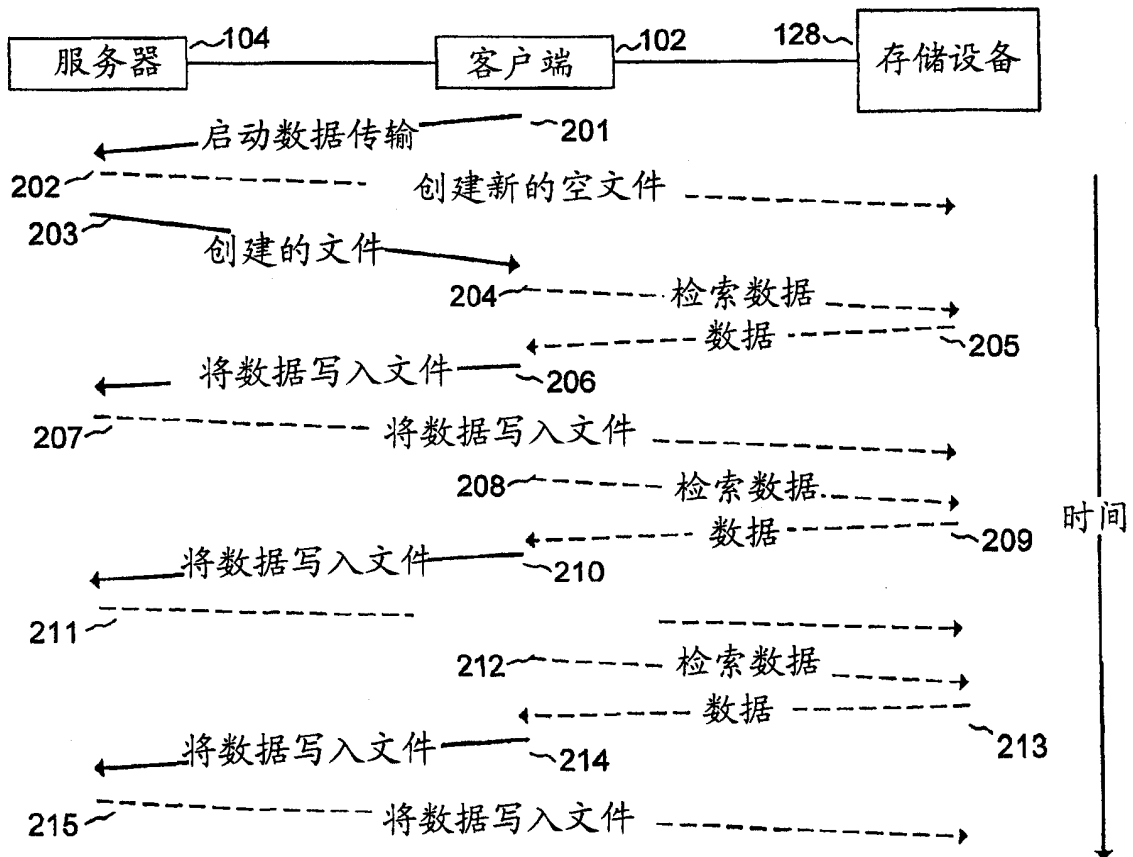 服务器 104 客户端 102 128 存储设备
启动数据传输 201
202 创建新的空文件
203 创建的文件
204 检索数据
数据 205
将数据写入文件 206
207 将数据写入文件
208 检索数据
数据 209
时间
将数据写入文件 210
211
212 检索数据
数据 213
将数据写入文件 214
215 将数据写入文件